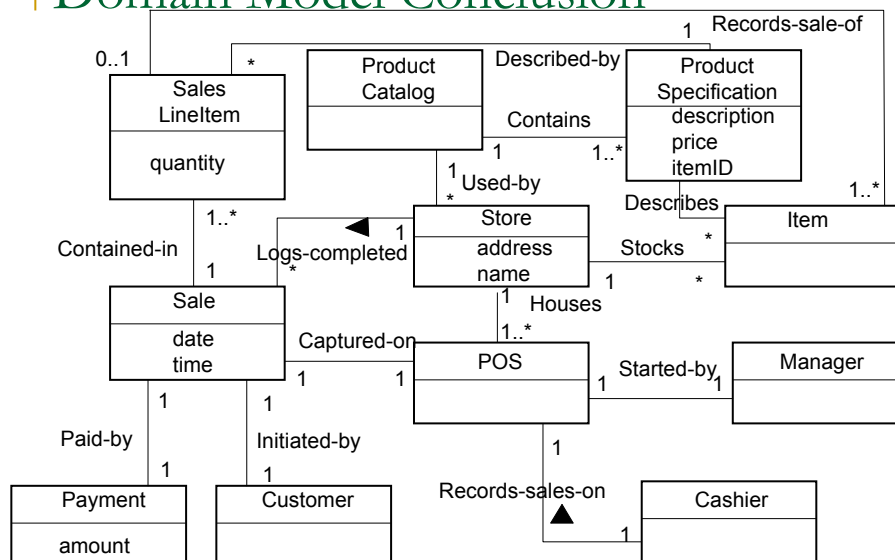 Domain Model Conclusion
1
Records-sale-of
0..1
*
Described-by
Sales
LineItem
quantity
Product
Catalog
Product
Specification
description
price
itemID
Contains
1
1..*
1
Used-by
*
Describes
1..*
1..*
Contained-in
1
Logs-completed
1
*
Store
address
name
Stocks
1
*
*
Item
Sale
date
time
1
Houses
1..*
Captured-on
1
1
POS
1
Started-by
1
Manager
1
Paid-by
1
1
Initiated-by
1
1
Records-sales-on
1
Payment
amount
Customer
Cashier